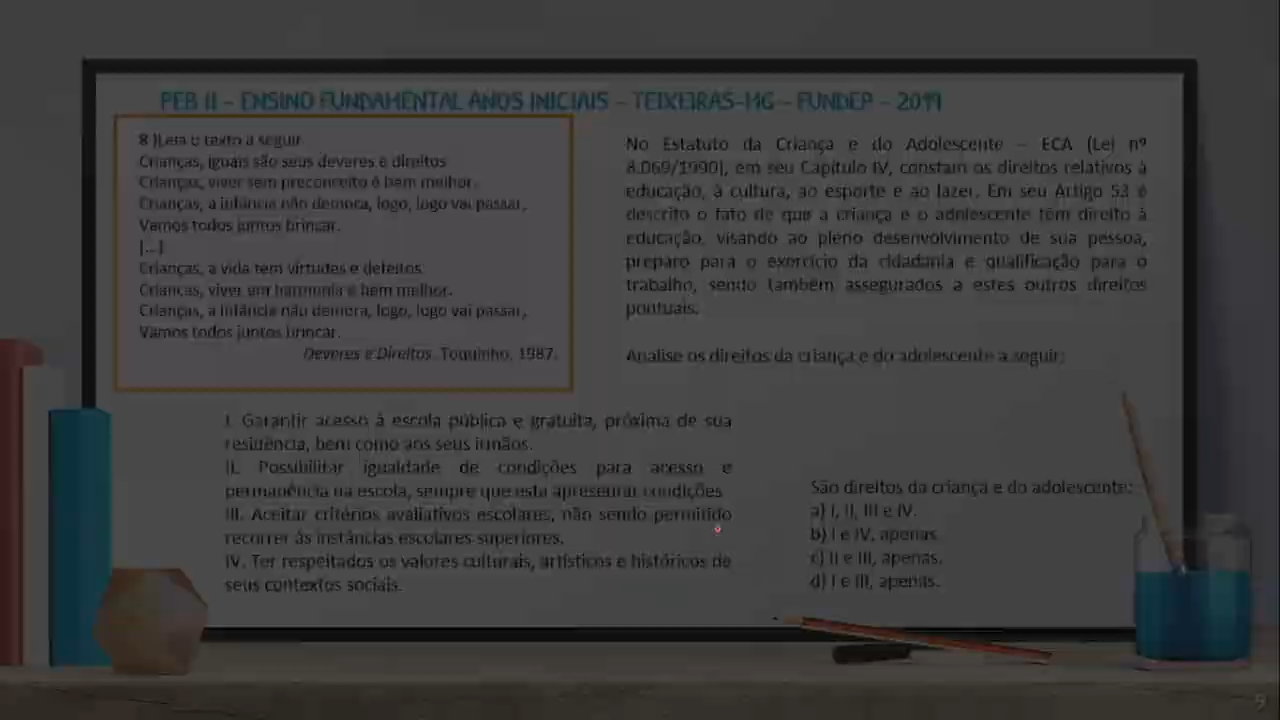 PEB II – ENSINO FUNDAMENTAL ANOS INICIAIS – TEIXEIRAS-MG – FUNDEP – 2019
8 )Leia o texto a seguir
Crianças, iguais são seus deveres e direitos
Crianças, viver sem preconceito é bem melhor.
Crianças, a infância não demora, logo, logo vai passar,
Vamos todos juntos brincar.
[...]
Crianças, a vida tem virtudes e defeitos
Crianças, viver em harmonia é bem melhor.
Crianças, a infância não demora, logo, logo vai passar,
Vamos todos juntos brincar.
Deveres e Direitos. Toquinho, 1987.
No Estatuto da Criança e do Adolescente – ECA (Lei nº
8.069/1990), em seu Capítulo IV, constam os direitos relativos à
educação, à cultura, ao esporte e ao lazer. Em seu Artigo 53 é
descrito o fato de que a criança e o adolescente têm direito à
educação, visando ao pleno desenvolvimento de sua pessoa,
preparo para o exercício da cidadania e qualificação para o
trabalho, sendo também assegurados a estes outros direitos
pontuais.
Analise os direitos da criança e do adolescente a seguir:
I. Garantir acesso à escola pública e gratuita, próxima de sua
residência, bem como aos seus irmãos.
II. Possibilitar igualdade de condições para acesso e
permanência na escola, sempre que esta apresentar condições
III. Aceitar critérios avaliativos escolares, não sendo permitido
recorrer às instâncias escolares superiores.
IV. Ter respeitados os valores culturais, artísticos e históricos de
seus contextos sociais.
São direitos da criança e do adolescente:
a) I, II, III e IV.
b) I e IV, apenas.
c) II e III, apenas.
d) I e III, apenas.
9